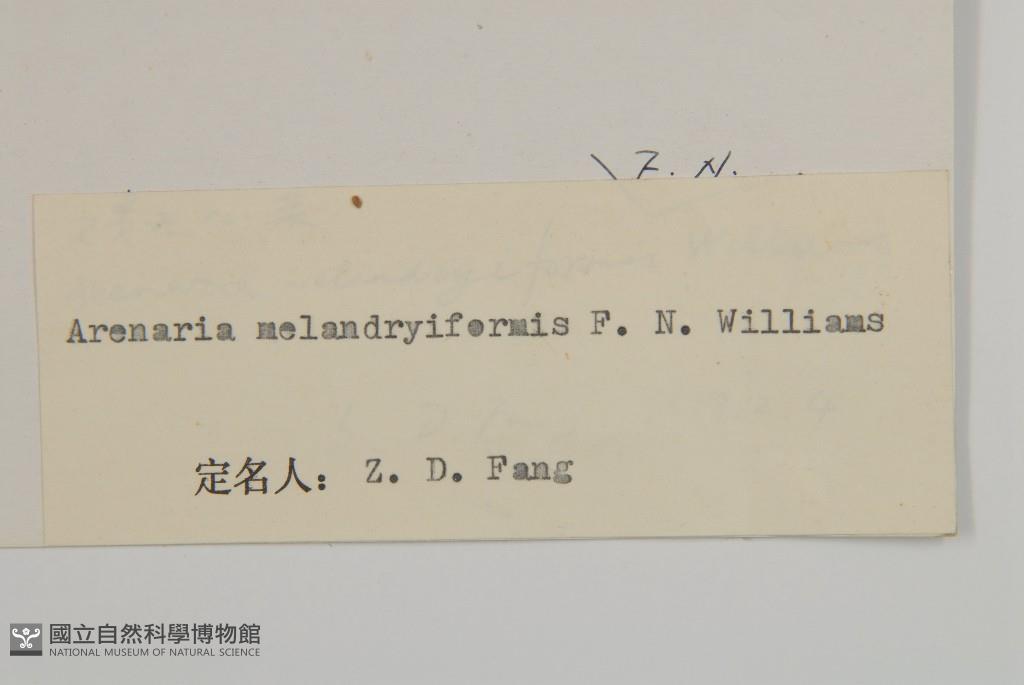 F. N.
Arenaria melandryiformis F. N. Williams
定名人: Z. D. Fang
國立自然科學博物館
NATIONAL MUSEUM OF NATURAL SCIENCE